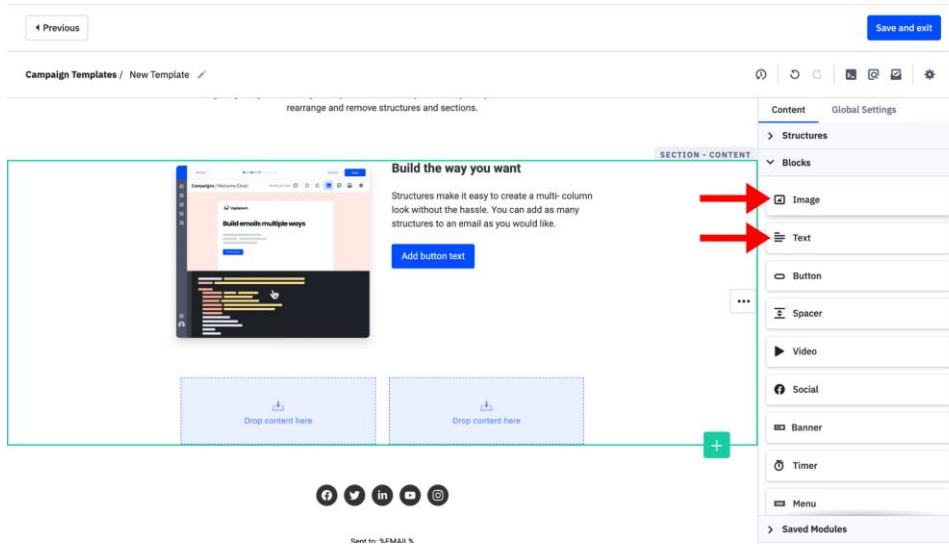 Previous
Save and exit
Campaign Templates / New Template
rearrange and remove structures and sections.
Content
Global Settings
Structures
SECTION - CONTENT
Blocks
Build the way you want
Campaigns / Welcome Email
Structures make it easy to create a multi- column
look without the hassle. You can add as many
structures to an email as you would like.
Build emails multiple ways
Add button text
Image
Text
Button
Spacer
Video
Social
Banner
Timer
Menu
Drop content here
Drop content here
Saved Modules
Sent to: %EMAIL%